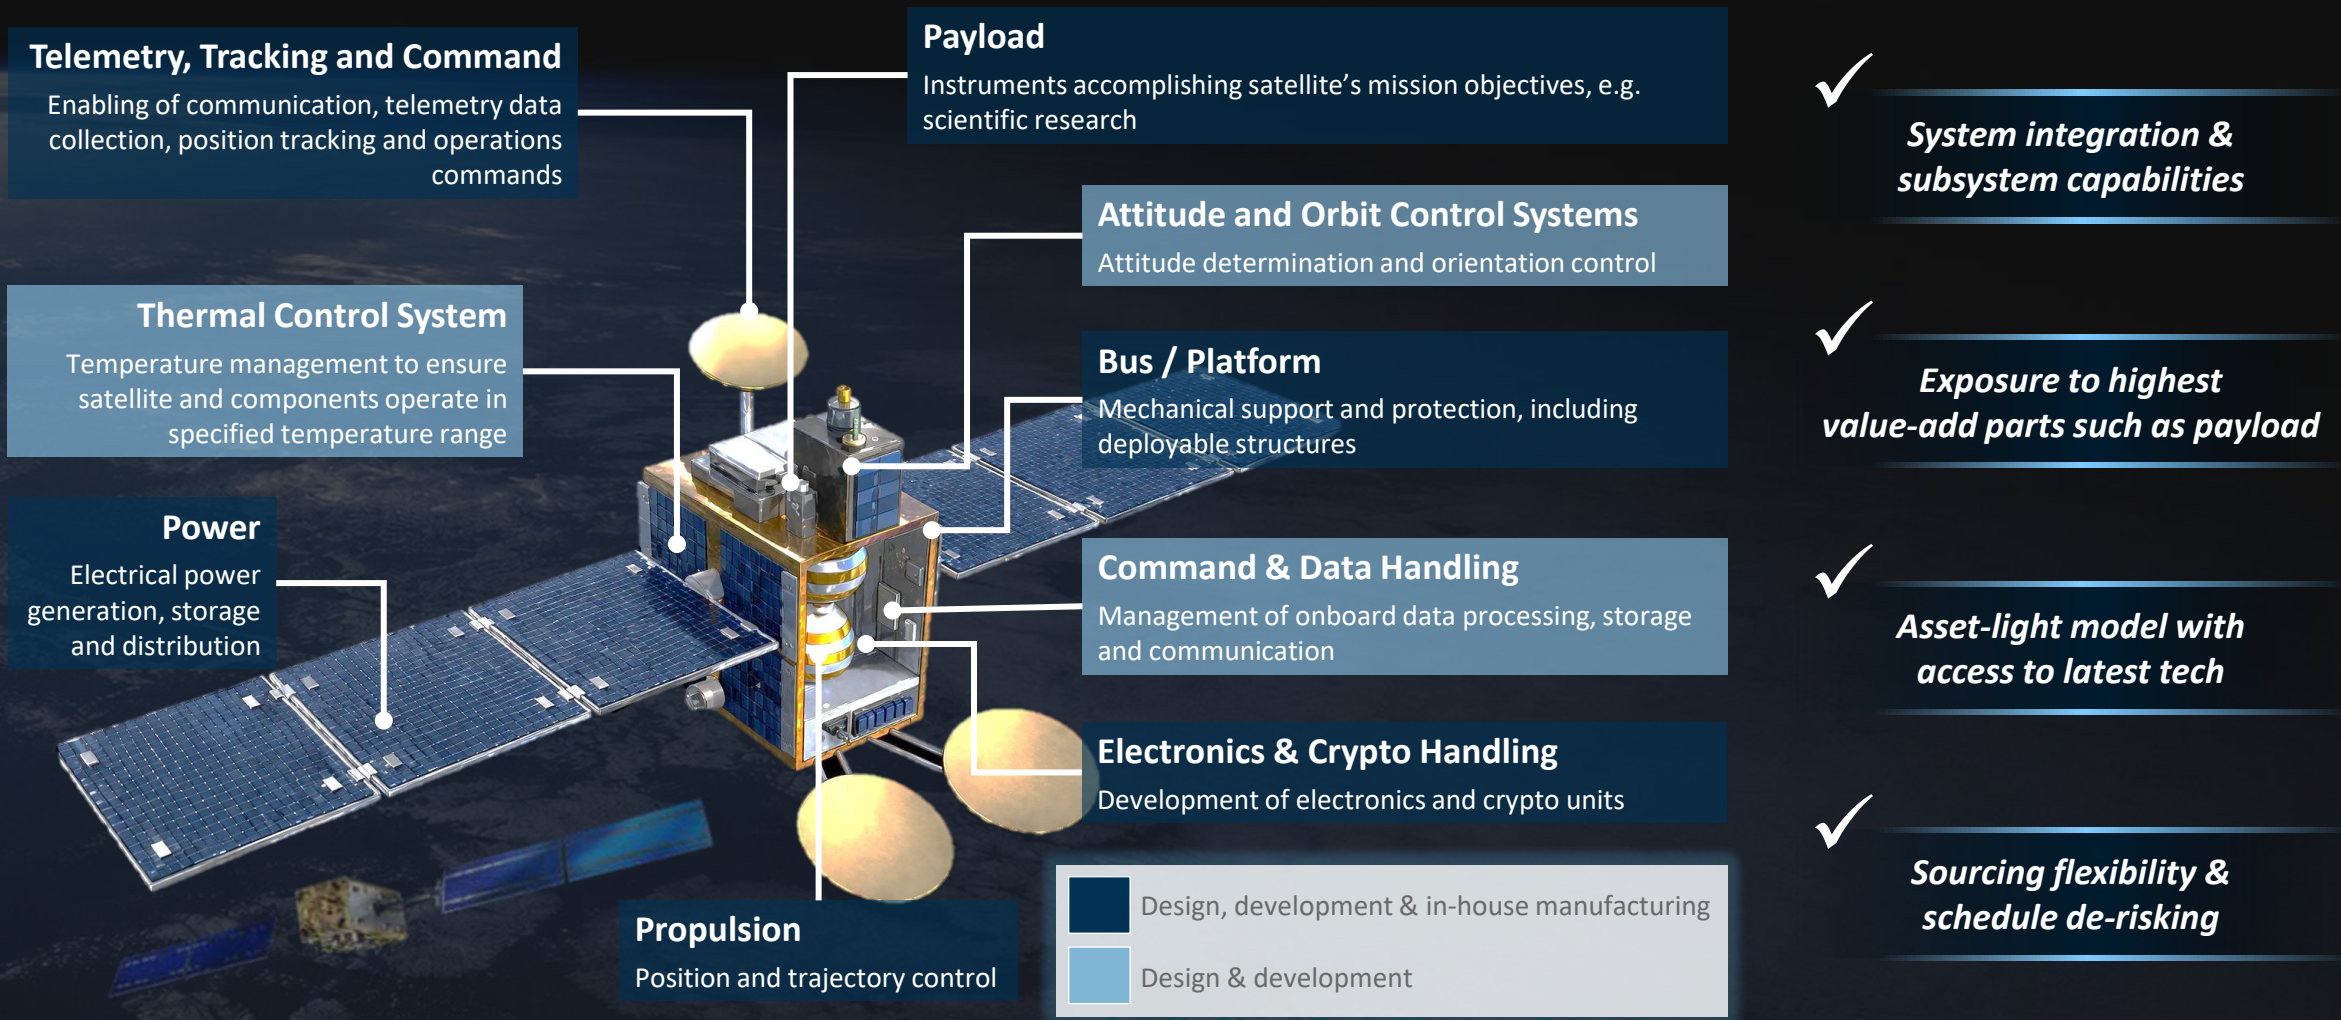 Telemetry, Tracking and Command
Enabling of communication, telemetry data
collection, position tracking and operations
commands
Payload
Instruments accomplishing satellite’s mission objectives, e.g.
scientific research
Attitude and Orbit Control Systems
Attitude determination and orientation control
Thermal Control System
Temperature management to ensure
satellite and components operate in
specified temperature range
Bus / Platform
Mechanical support and protection, including
deployable structures
Power
Electrical power
generation, storage
and distribution
Command & Data Handling
Management of onboard data processing, storage
and communication
Electronics & Crypto Handling
Development of electronics and crypto units
Propulsion
Position and trajectory control
Design, development & in-house manufacturing
Design & development
System integration &
subsystem capabilities
Exposure to highest
value-add parts such as payload
Asset-light model with
access to latest tech
Sourcing flexibility &
schedule de-risking